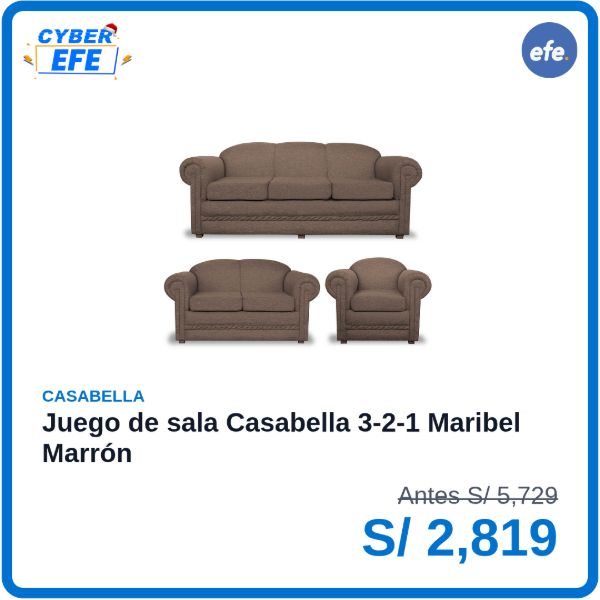 CYBER
EFE
efe.
CASABELLA
Juego de sala Casabella 3-2-1 Maribel
Marrón
Antes S/ 5,729
S/ 2,819